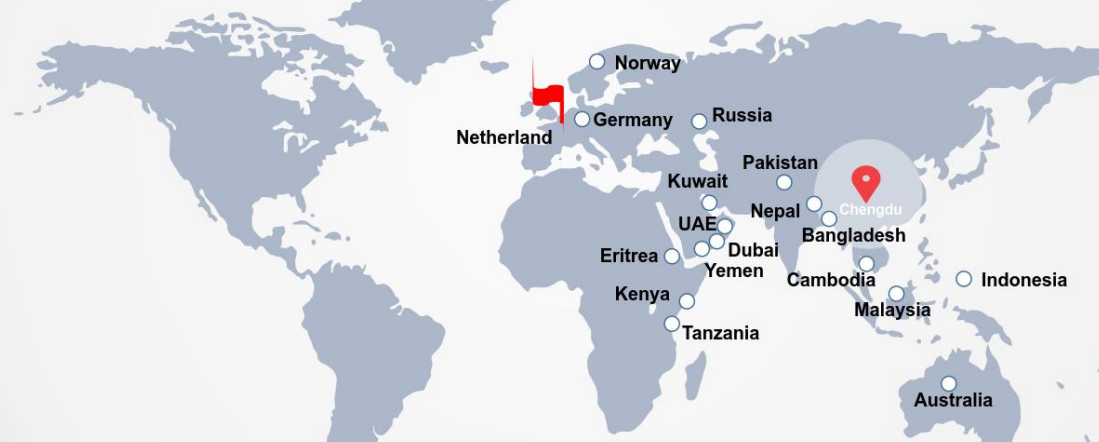 Norway
Netherland
Germany
Russia
Pakistan
Kuwait
Chengdu
Nepal
UAE
Bangladesh
Dubai
Eritrea
Yemen
Cambodia
Indonesia
Kenya
Malaysia
Tanzania
Australia